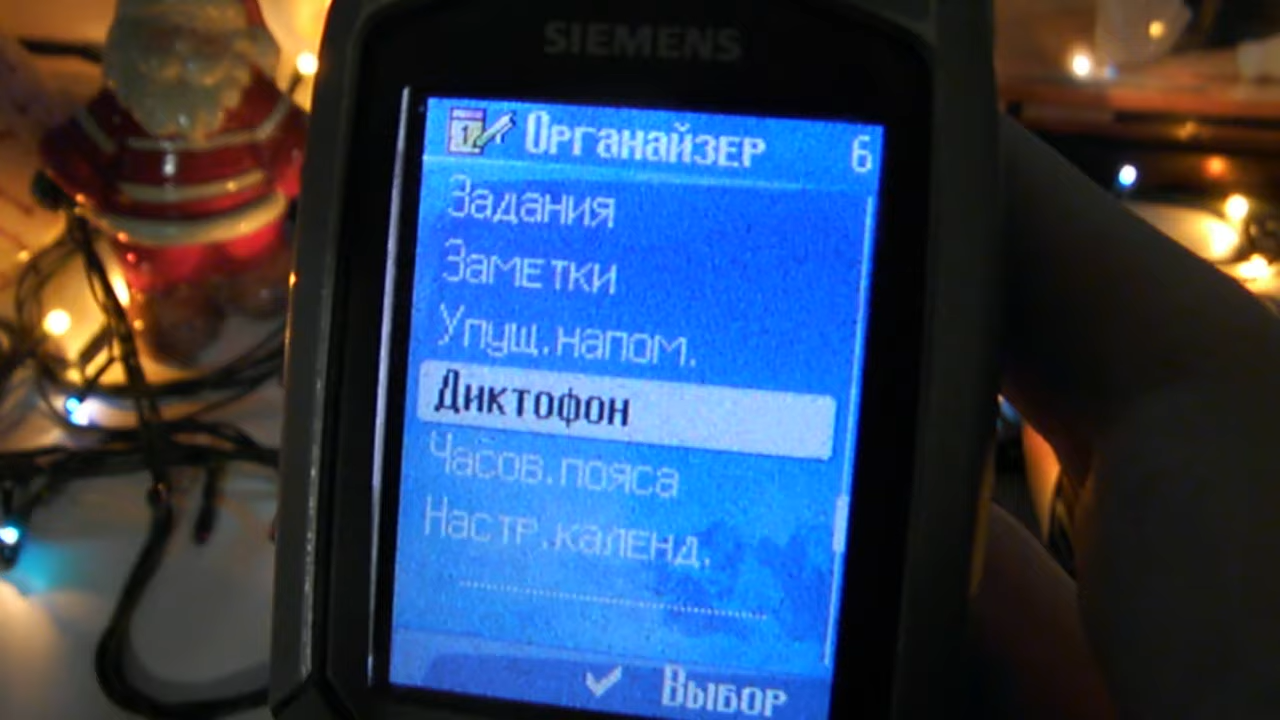 SIEMENS
Органайзер 6
Задания
Заметки
Упущ.напом.
Диктофон
Часов.пояса
Настр.календ.
Выбор